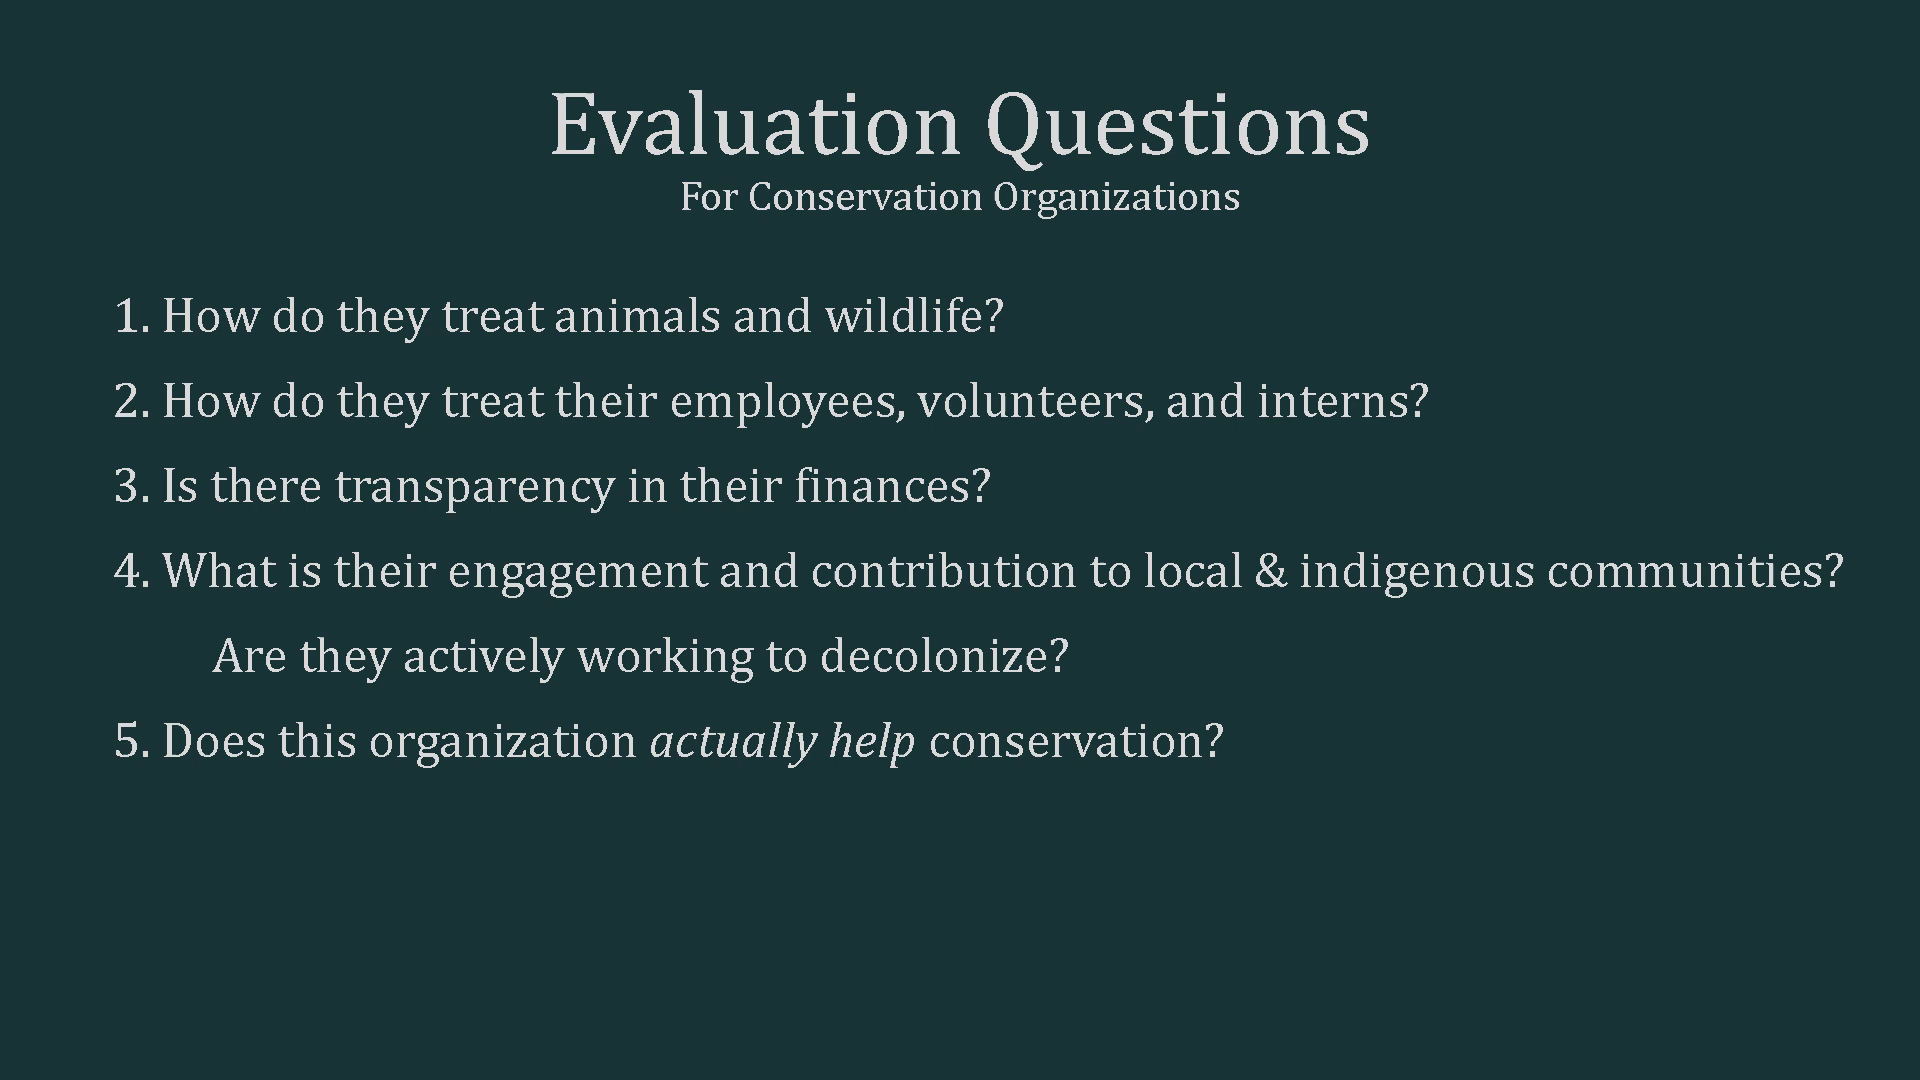 Evaluation Questions
For Conservation Organizations
1. How do they treat animals and wildlife?
2. How do they treat their employees, volunteers, and interns?
3. Is there transparency in their finances?
4. What is their engagement and contribution to local & indigenous communities?
Are they actively working to decolonize?
5. Does this organization actually help conservation?